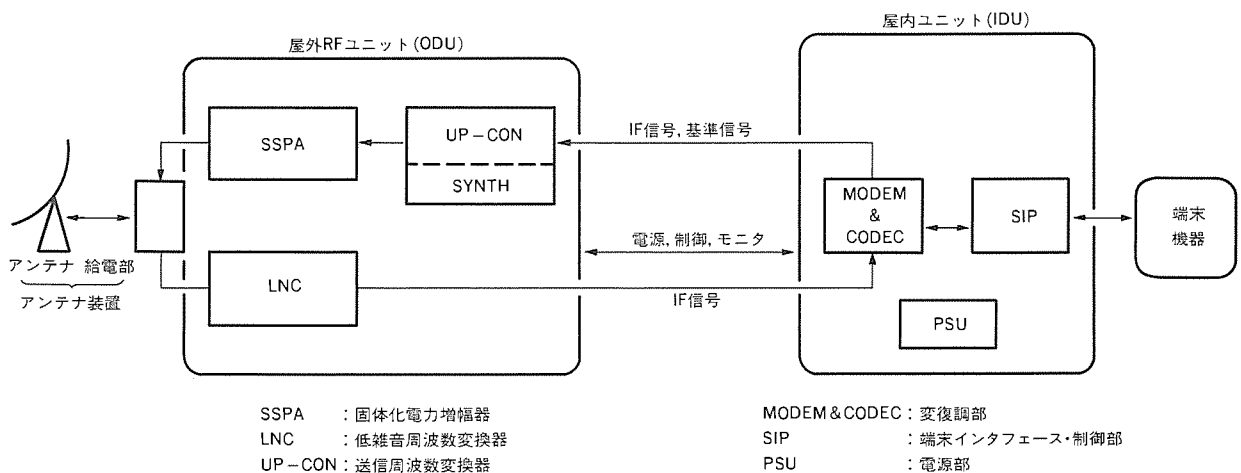 屋外RFユニット(ODU)
屋内ユニット(IDU)
SSPA
UP-CON
SYNTH
IF信号,基準信号
MODEM
&
CODEC
SIP
端末
機器
アンテナ 給電部
アンテナ装置
電源,制御,モニタ
LNC
IF信号
PSU
SSPA :固体化電力増幅器
LNC :低雑音周波数変換器
UP-CON:送信周波数変換器
MODEM&CODEC:変復調部
SIP :端末インタフェース・制御部
PSU :電源部